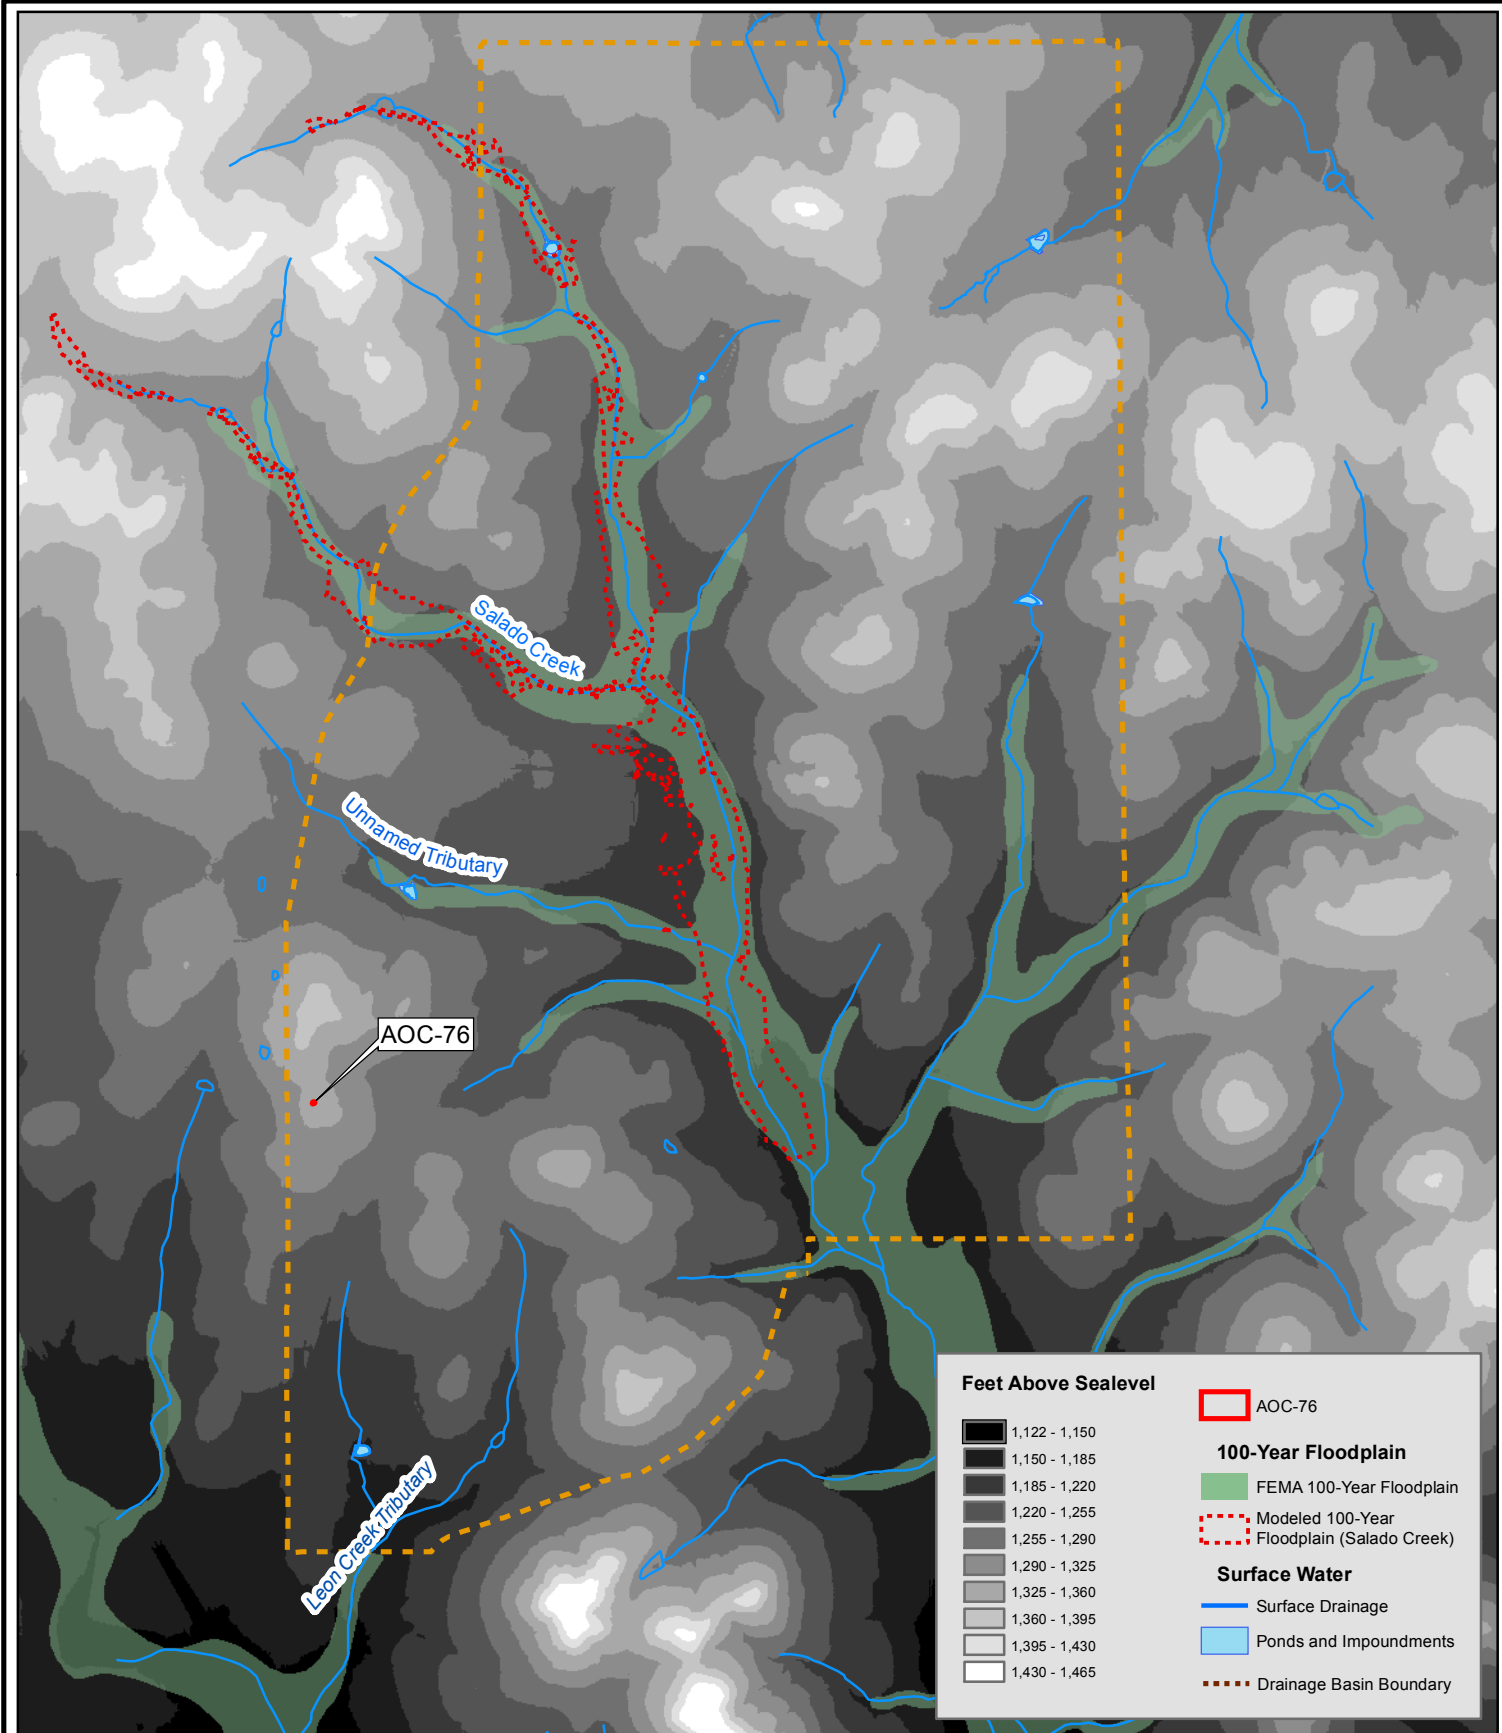 Salado Creek
Unnamed Tributary
AOC-76
Leon Creek Tributary
Feet Above Sealevel
1,122 - 1,150
1,150 - 1,185
1,185 - 1,220
1,220 - 1,255
1,255 - 1,290
1,290 - 1,325
1,325 - 1,360
1,360 - 1,395
1,395 - 1,430
1,430 - 1,465
AOC-76
100-Year Floodplain
FEMA 100-Year Floodplain
Modeled 100-Year
Floodplain (Salado Creek)
Surface Water
Surface Drainage
Ponds and Impoundments
Drainage Basin Boundary